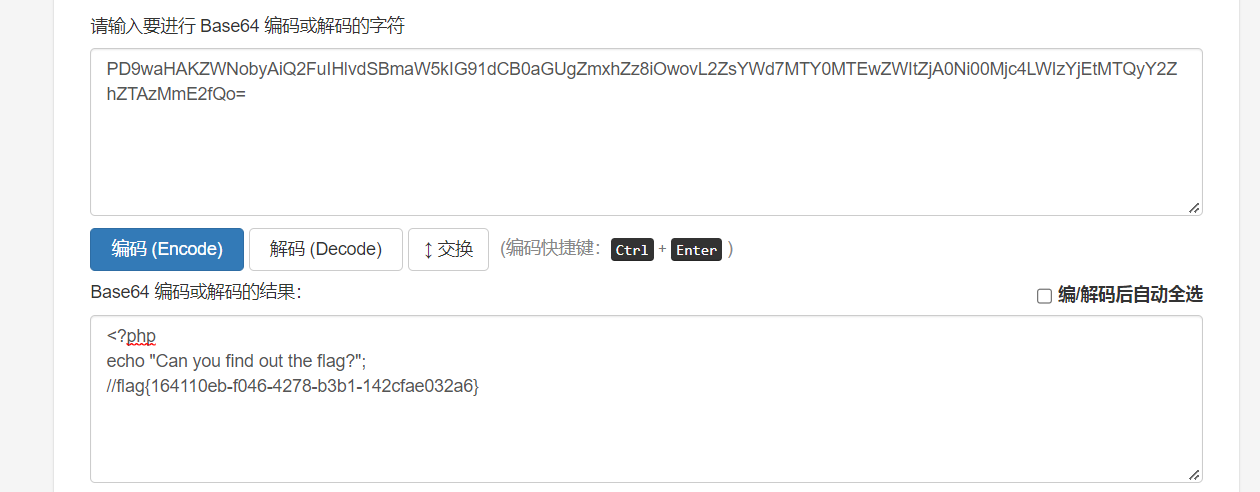 请输入要进行 Base64 编码或解码的字符
PD9waHAKZWNobyAiQ2FuIHlvdSBmaW5kIG91dCB0aGUgZmxhZz8iOwovL2ZsYWd7MTY0MTEwZWItZjA0Ni00Mjc4LWIzYjEtMTQyY2Z
hZTAzMmE2fQo=
编码 (Encode) 解码 (Decode) ↕ 交换 (编码快捷键： Ctrl + Enter )
Base64 编码或解码的结果： 编/解码后自动全选
<?php
echo "Can you find out the flag?";
//flag{164110eb-f046-4278-b3b1-142cfae032a6}